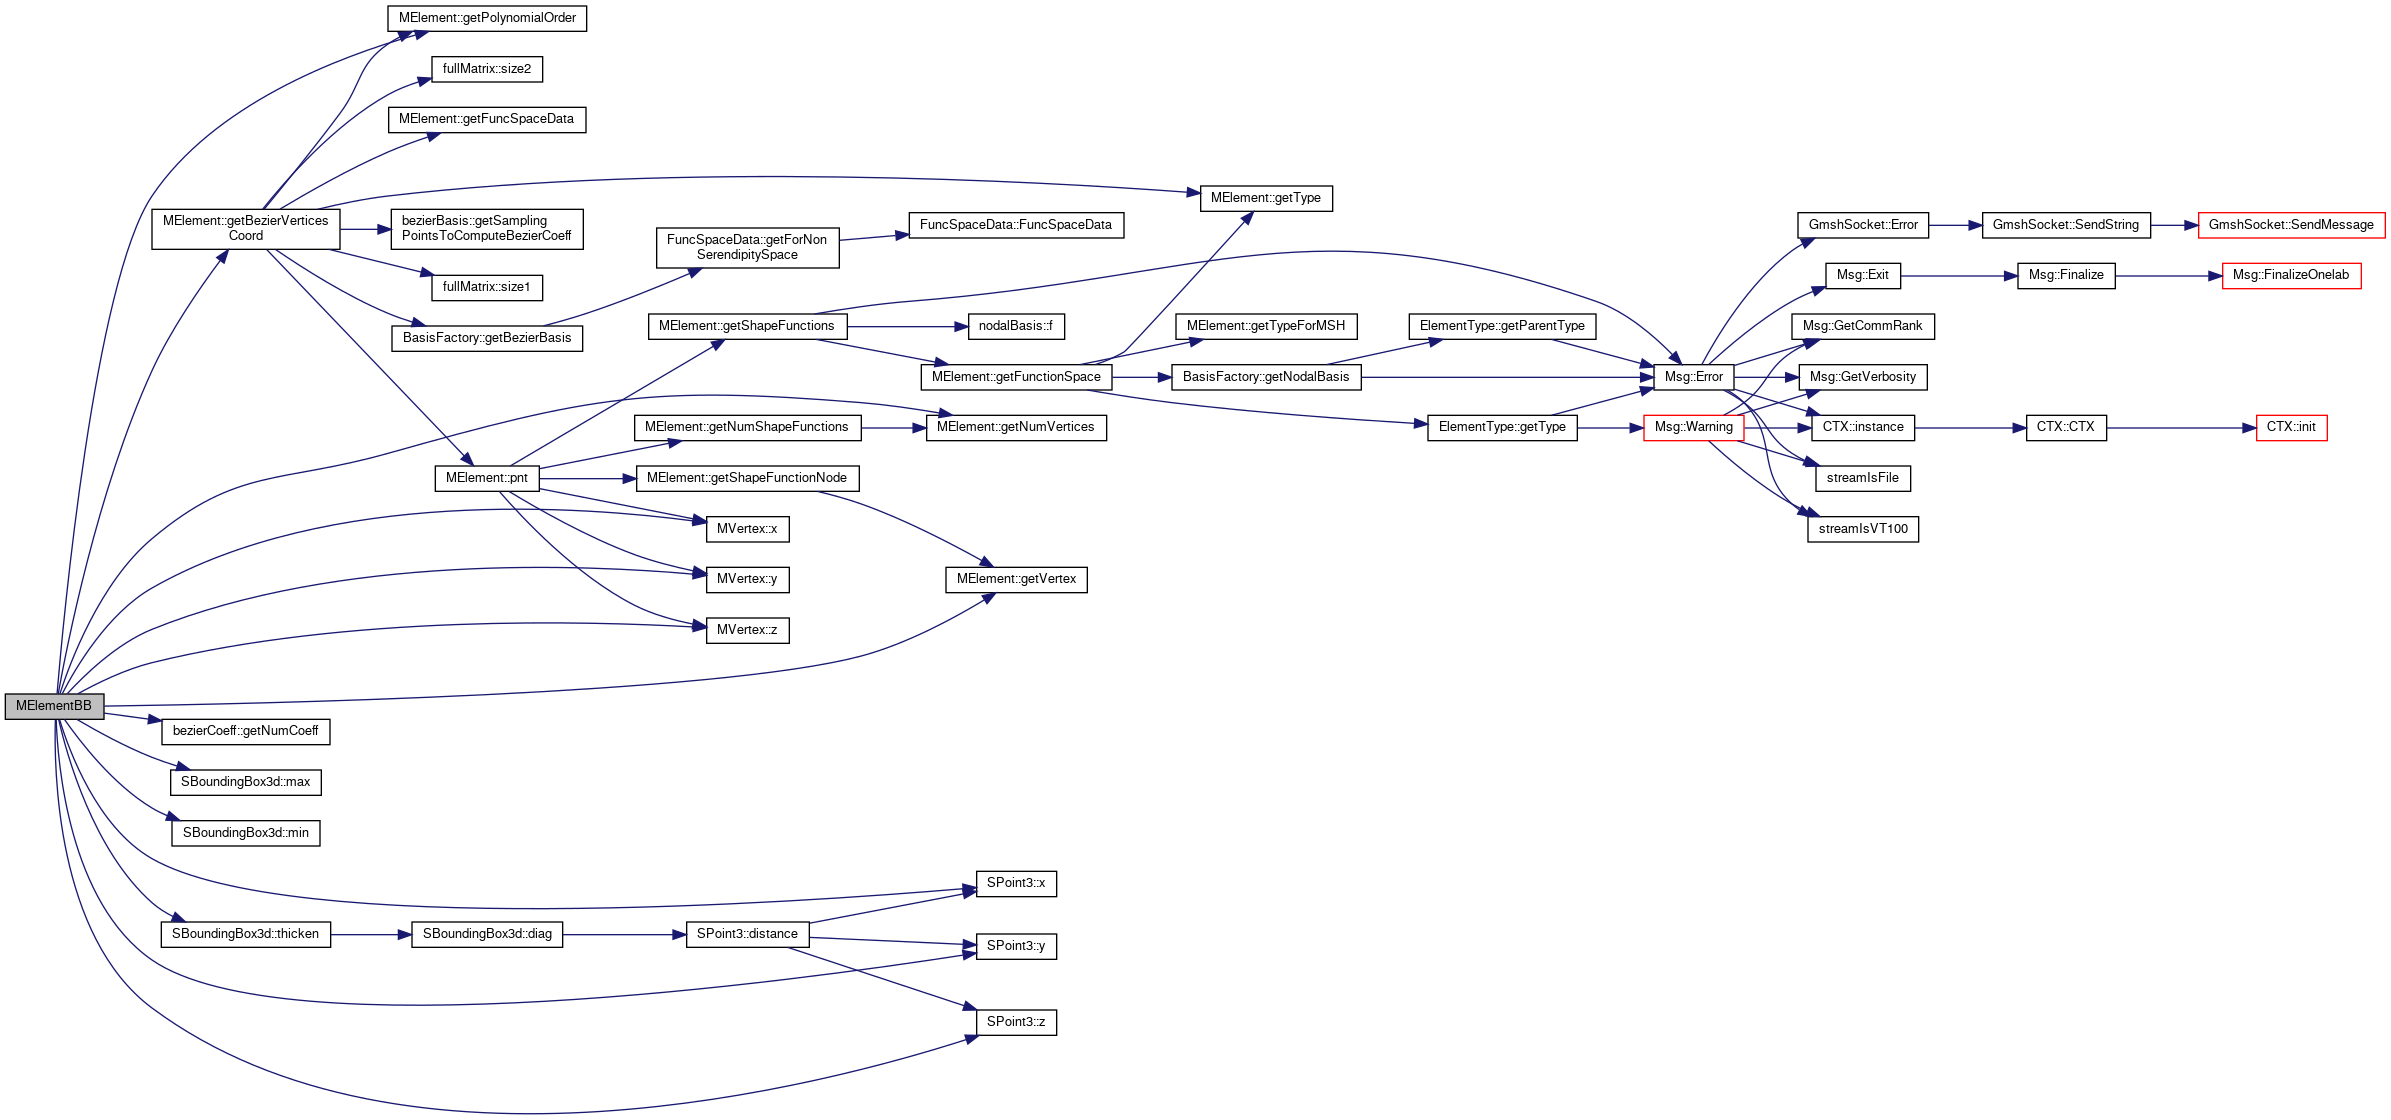 MElement::getPolynomialOrder
fullMatrix::size2
MElement::getFuncSpaceData
MElement::getType
MElement::getBezierVertices
Coord
bezierBasis::getSampling
PointsToComputeBezierCoeff
FuncSpaceData::getForNon
SerendipitySpace
FuncSpaceData::FuncSpaceData
GmshSocket::Error
GmshSocket::SendString
GmshSocket::SendMessage
fullMatrix::size1
Msg::Exit
Msg::Finalize
Msg::FinalizeOnelab
BasisFactory::getBezierBasis
MElement::getShapeFunctions
nodalBasis::f
MElement::getTypeForMSH
ElementType::getParentType
Msg::GetCommRank
MElement::getFunctionSpace
BasisFactory::getNodalBasis
Msg::Error
Msg::GetVerbosity
MElement::getNumShapeFunctions
MElement::getNumVertices
ElementType::getType
Msg::Warning
CTX::instance
CTX::CTX
CTX::init
MElement::pnt
MElement::getShapeFunctionNode
streamIsFile
MVertex::x
streamIsVT100
MVertex::y
MElement::getVertex
MVertex::z
MElementBB
bezierCoeff::getNumCoeff
SBoundingBox3d::max
SBoundingBox3d::min
SPoint3::x
SBoundingBox3d::thicken
SBoundingBox3d::diag
SPoint3::distance
SPoint3::y
SPoint3::z